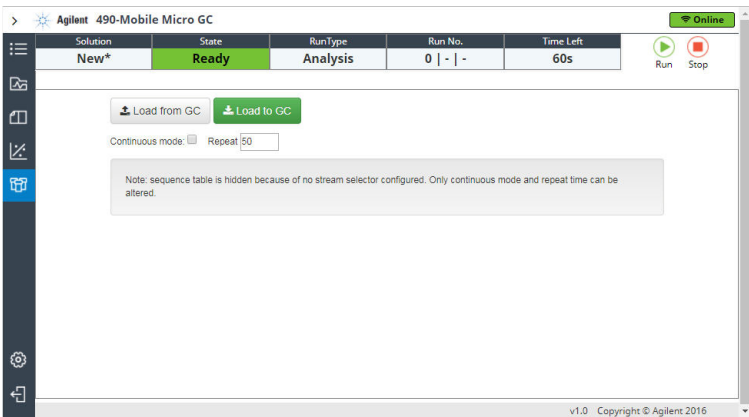 Agilent 490-Mobile Micro GC
Online
Solution State RunType Run No. Time Left
New* Ready Analysis 0 | - | - 60s
Run Stop
Load from GC Load to GC
Continuous mode: Repeat 50
Note: sequence table is hidden because of no stream selector configured. Only continuous mode and repeat time can be
altered.
v1.0 Copyright © Agilent 2016